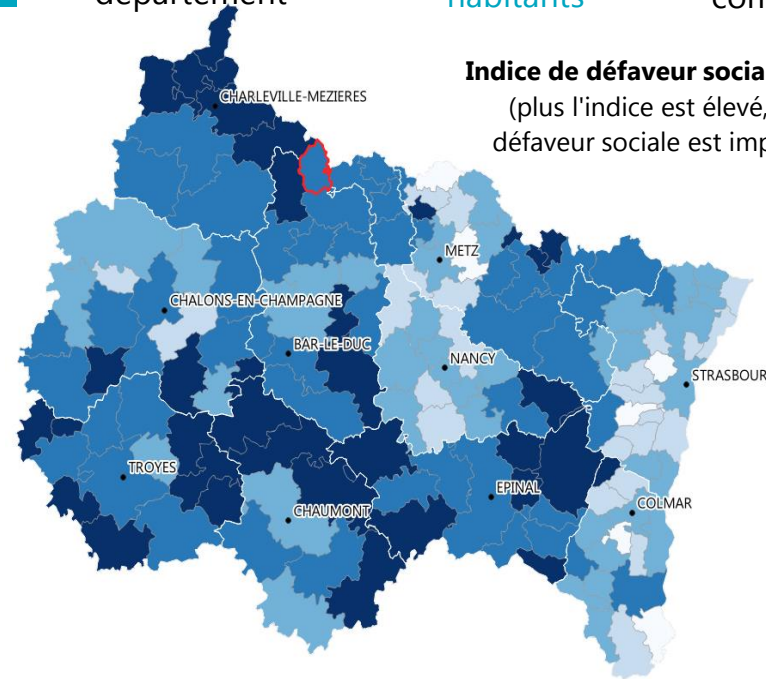 département
habitants
con
Indice de défaveur socia
(plus l'indice est élevé,
défaveur sociale est imp
CHARLEVILLE-MEZIERES
METZ
CHALONS-EN-CHAMPAGNE
BAR-LE-DUC
NANCY
STRASBOUR
TROYES
EPINAL
CHAUMONT
COLMAR